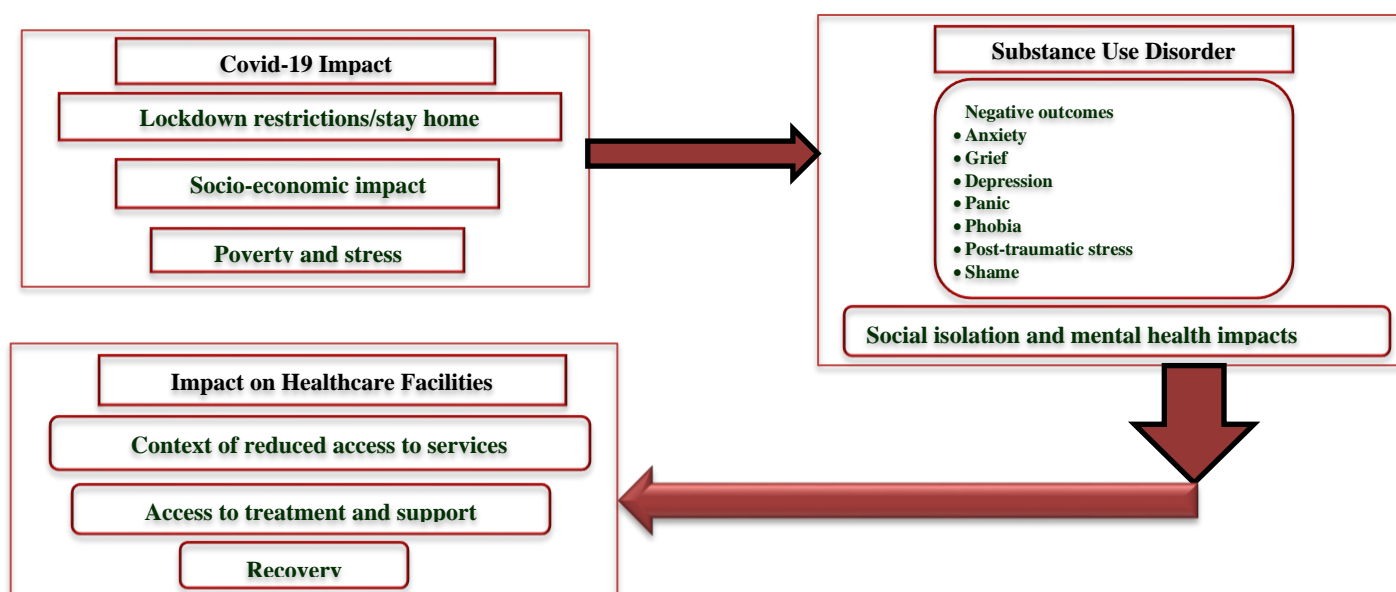 Covid-19 Impact
Lockdown restrictions/stay home
Socio-economic impact
Poverty and stress
Substance Use Disorder
Negative outcomes
• Anxiety
• Grief
• Depression
• Panic
• Phobia
• Post-traumatic stress
• Shame
Social isolation and mental health impacts
Impact on Healthcare Facilities
Context of reduced access to services
Access to treatment and support
Recovery